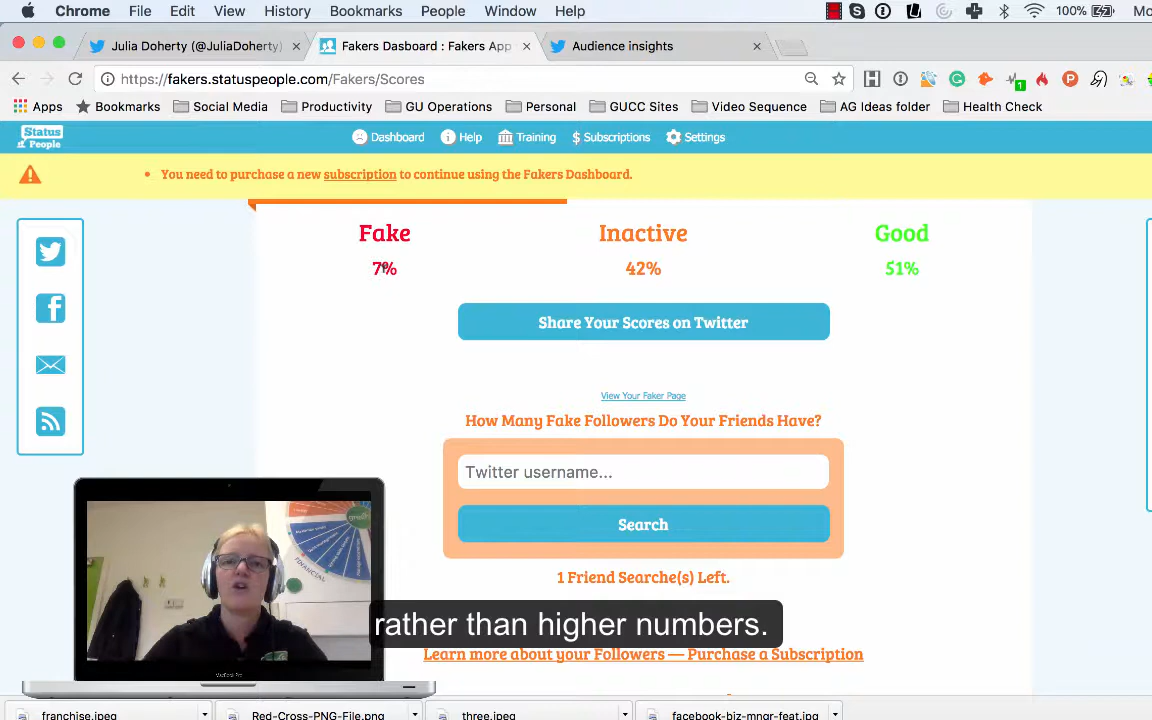 Chrome File Edit View History Bookmarks People Window Help 100% Mo
Julia Doherty (@JuliaDoherty) Fakers Dasboard : Fakers App Audience insights
https://fakers.statuspeople.com/Fakers/Scores
Apps Bookmarks Social Media Productivity GU Operations Personal GUCC Sites Video Sequence AG Ideas folder Health Check
Status People Dashboard Help Training $ Subscriptions Settings
• You need to purchase a new subscription to continue using the Fakers Dashboard.
Fake Inactive Good
7% 42% 51%
Share Your Scores on Twitter
View Your Faker Page
How Many Fake Followers Do Your Friends Have?
Twitter username...
Search
1 Friend Searche(s) Left.
FINANCIAL
rather than higher numbers.
Learn more about your Followers — Purchase a Subscription
MacBook Pro
franchise.jpeg Red-Cross-PNG-File.png three.jpeg facebook-biz-mngr-feat.jpg